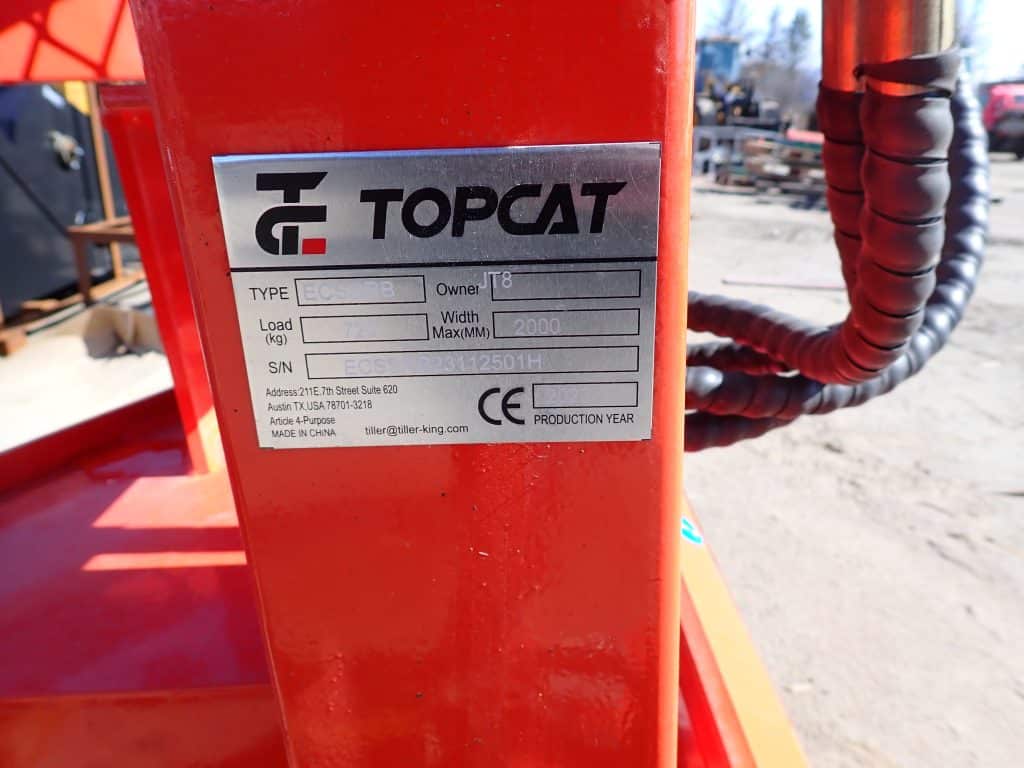 TOPCAT
TYPE
Owner JT8
Load (kg)
Width Max(MM) 2000
S/N
Address:211E,7th Street Suite 620
Austin TX,USA 78701-3218
Article 4-Purpose
MADE IN CHINA
tiller@tiller-king.com
CE
PRODUCTION YEAR